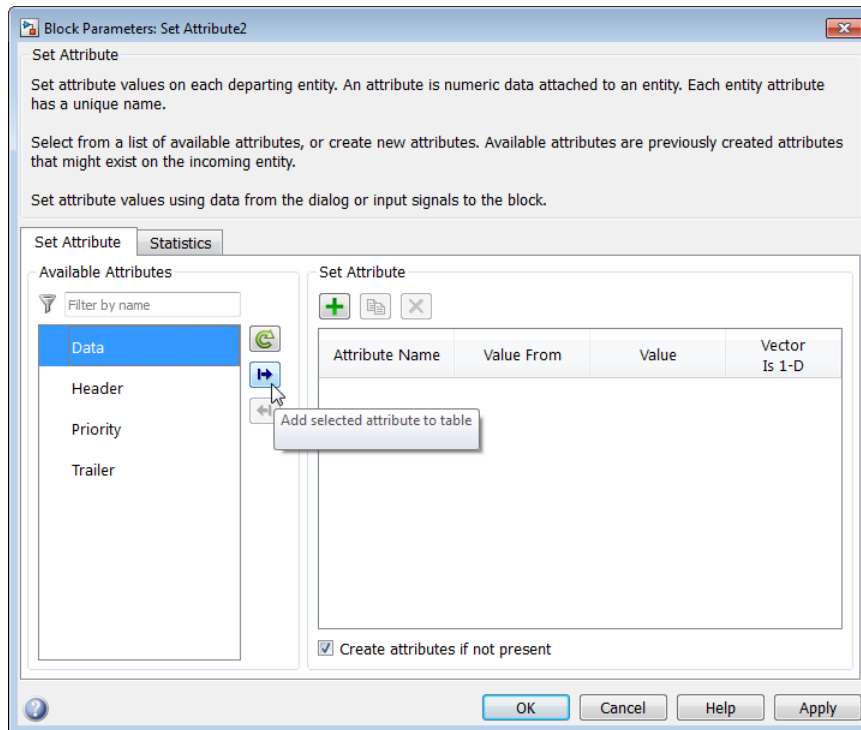 Block Parameters: Set Attribute2
Set Attribute
Set attribute values on each departing entity. An attribute is numeric data attached to an entity. Each entity attribute
has a unique name.
Select from a list of available attributes, or create new attributes. Available attributes are previously created attributes
that might exist on the incoming entity.
Set attribute values using data from the dialog or input signals to the block.
Set Attribute
Statistics
Available Attributes
Filter by name
Data
Header
Priority
Trailer
Add selected attribute to table
Set Attribute
Attribute Name
Value From
Value
Vector
Is 1-D
Create attributes if not present
OK
Cancel
Help
Apply